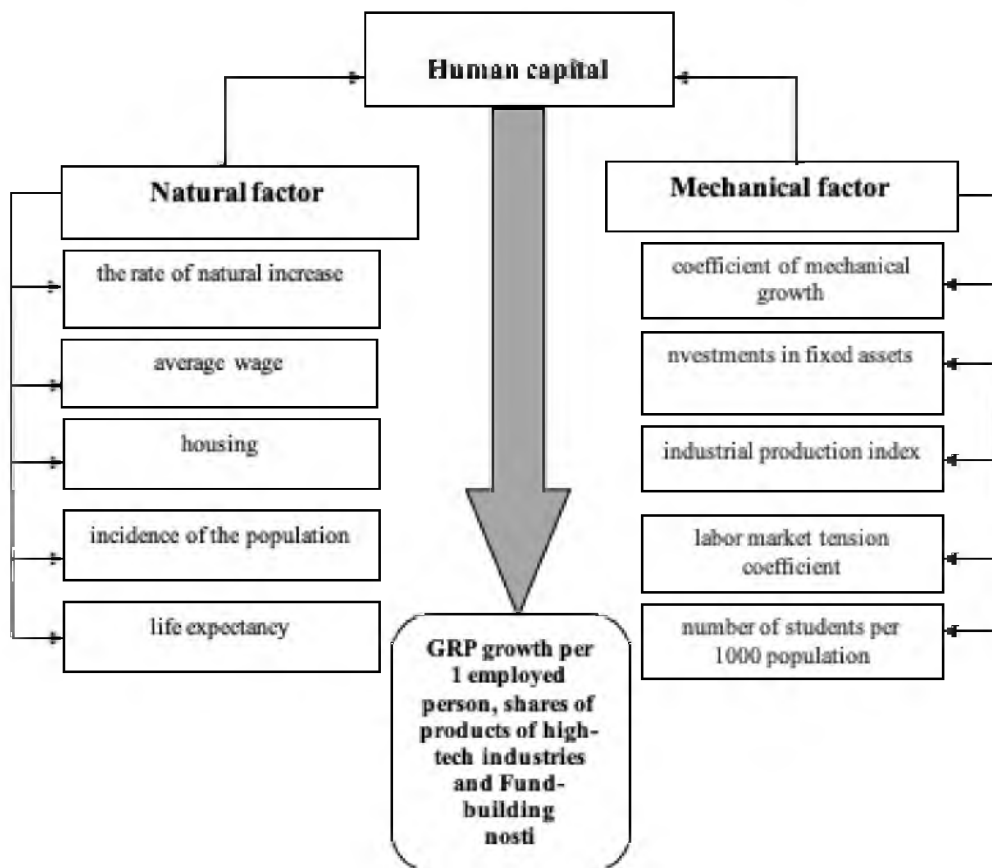 Human capital
Natural factor
the rate of natural increase
average wage
housing
incidence of the population
life expectancy
Mechanical factor
coefficient of mechanical
growth
nvestments in fixed assets
industrial production index
labor market tension
coefficient
number of students per
1000 population
GRP growth per
1 employed
person, shares of
products of high-
tech industries
and Fund-
building
nosti